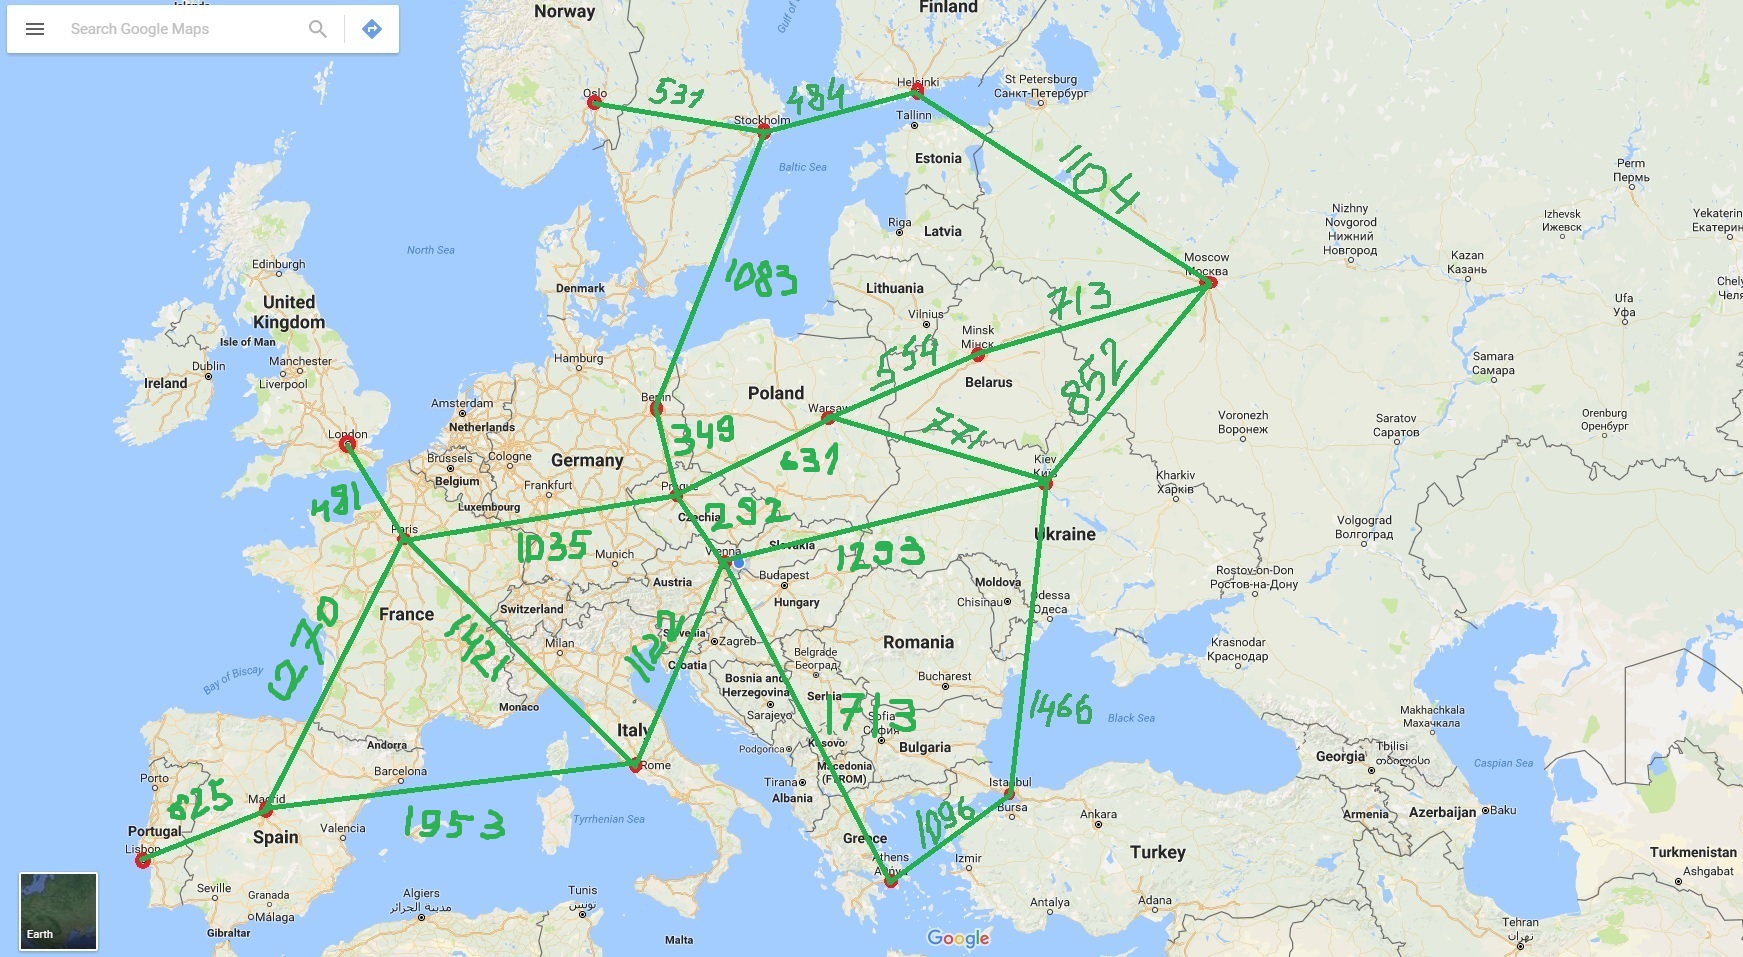 Norway
Finland
Search Google Maps
Gulf of
Helsinki
St Petersburg
Санкт-Петербург
Oslo
531
484
Tallinn
Stockholm
Estonia
Baltic Sea
1104
Perm
Пермь
Riga
Latvia
Nizhny
Novgorod
Нижний
Новгород
Izhevsk
Ижевск
Yekaterin
Екатерин
North Sea
Edinburgh
Moscow
Москва
Kazan
Казань
1083
Denmark
Lithuania
713
Chely
Челя
United
Kingdom
Ufa
Уфа
Vilnius
Minsk
Мінск
Isle of Man
Manchester
Dublin
Liverpool
Ireland
Hamburg
554
852
Samara
Самара
Belarus
Poland
Berlin
Warsaw
Amsterdam
Netherlands
349
771
Voronezh
Воронеж
Saratov
Саратов
Orenburg
Оренбург
London
631
Brussels
Cologne
Belgium
Germany
Kiev
Київ
Kharkiv
Харків
481
Frankfurt
Prague
Luxembourg
Czechia
292
Paris
1035
Munich
Vienna
Slovakia
1293
Ukraine
Volgograd
Волгоград
Austria
Budapest
Hungary
Moldova
Chisinau
Odessa
Одеса
Rostov-on-Don
Ростов-на-Дону
France
Switzerland
1270
1421
1127
Milan
Slovenia
Zagreb
Croatia
Romania
Krasnodar
Краснодар
Belgrade
Београд
Bay of Biscay
Bosnia and
Herzegovina
Serbia
Bucharest
Monaco
Sarajevo
1713
Sofia
София
1466
Black Sea
Makhachkala
Махачкала
Italy
Andorra
Podgorica
Kosovo
Bulgaria
Georgia
Tbilisi
თბილისი
Caspian Sea
Rome
Macedonia
(FYROM)
Porto
Barcelona
Tirana
Albania
Istanbul
Bursa
Ankara
825
Madrid
1953
Tyrrhenian Sea
1096
Armenia
Azerbaijan
Baku
Portugal
Lisbon
Spain
Valencia
Greece
Athens
Izmir
Turkey
Turkmenistan
Ashgabat
Seville
Granada
Málaga
Algiers
مدينة الجزائر
Tunis
تونس
Antalya
Adana
Tehran
تهران
Earth
Gibraltar
Malta
Google